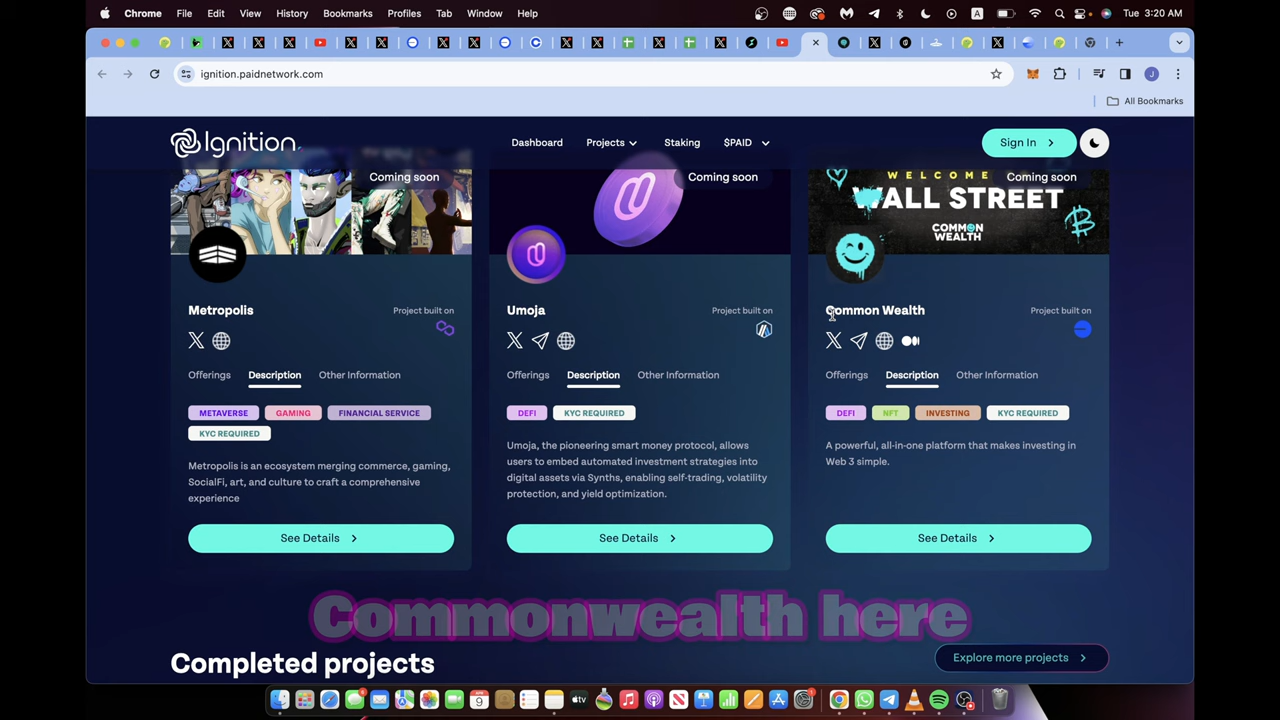 Chrome File Edit View History Bookmarks Profiles Tab Window Help
A Tue 3:20 AM
ignition.paidnetwork.com
J
All Bookmarks
Ignition
Dashboard Projects Staking $PAID
Sign In
Coming soon
Coming soon
WELCOME
WALL STREET
COMMON
WEALTH
Coming soon
Metropolis
Project built on
Offerings Description Other Information
METAVERSE GAMING FINANCIAL SERVICE
KYC REQUIRED
Metropolis is an ecosystem merging commerce, gaming,
SocialFi, art, and culture to craft a comprehensive
experience
See Details
Umoja
Project built on
Offerings Description Other Information
DEFI KYC REQUIRED
Umoja, the pioneering smart money protocol, allows
users to embed automated investment strategies into
digital assets via Synths, enabling self-trading, volatility
protection, and yield optimization.
See Details
Common Wealth
Project built on
Offerings Description Other Information
DEFI NFT INVESTING KYC REQUIRED
A powerful, all-in-one platform that makes investing in
Web 3 simple.
See Details
Commonwealth here
Completed projects
Explore more projects